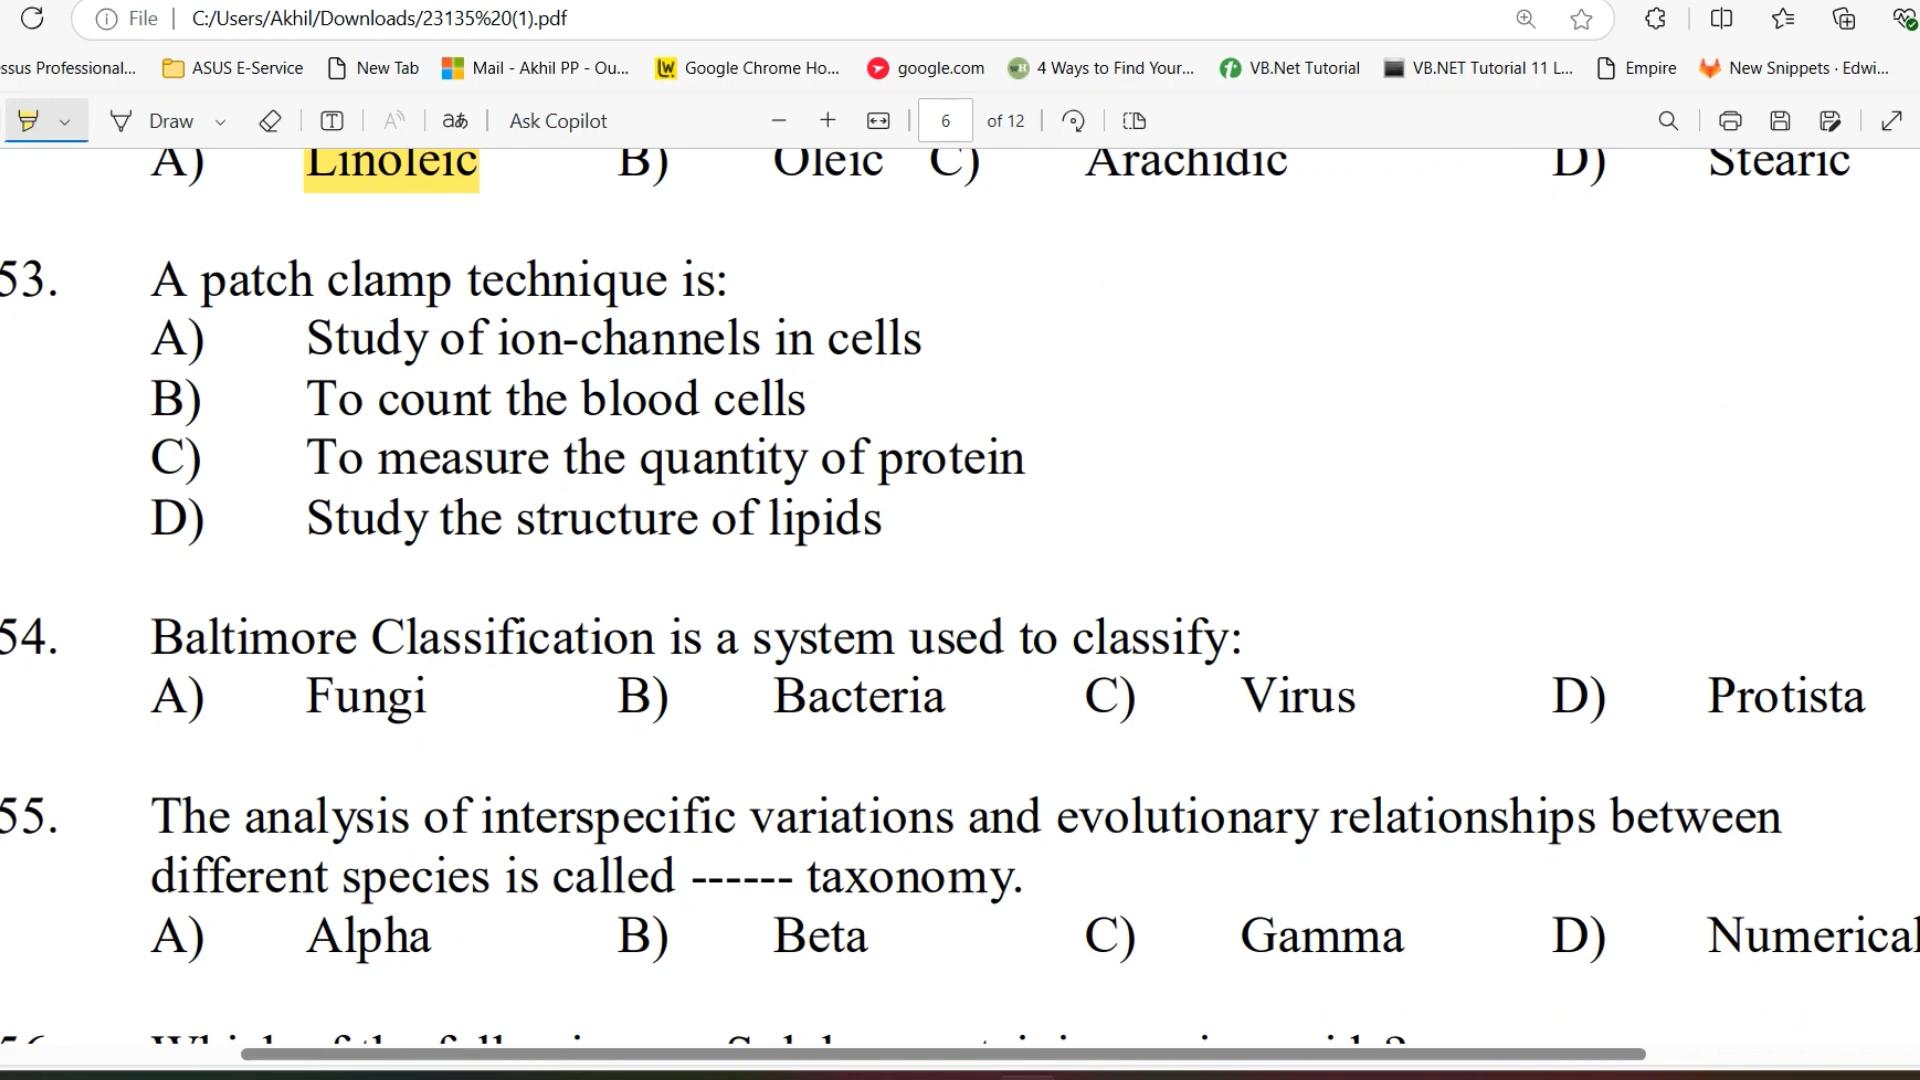 File | C:/Users/Akhil/Downloads/23135%20(1).pdf
ssus Professional... ASUS E-Service New Tab Mail - Akhil PP - Ou... Google Chrome Ho... google.com 4 Ways to Find Your... VB.Net Tutorial VB.NET Tutorial 11 L... Empire New Snippets · Edwi...
Draw aあ Ask Copilot 6 of 12
A) Linoleic B) Oleic C) Arachidic D) Stearic
53. A patch clamp technique is:
A) Study of ion-channels in cells
B) To count the blood cells
C) To measure the quantity of protein
D) Study the structure of lipids
54. Baltimore Classification is a system used to classify:
A) Fungi B) Bacteria C) Virus D) Protista
55. The analysis of interspecific variations and evolutionary relationships between
different species is called ------ taxonomy.
A) Alpha B) Beta C) Gamma D) Numerical